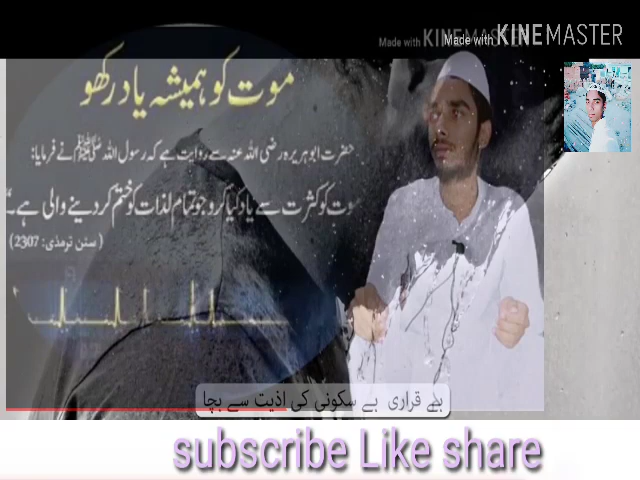 Made with KINEMASTER
Made with KINEMASTER
موت کو ہمیشہ یاد رکھو
حضرت ابوہریرہ رضی اللہ عنہ سے روایت ہے کہ رسول اللہ ﷺ نے فرمایا:
موت کو کثرت سے یاد کیا کرو جو تمام لذات کو ختم کر دینے والی ہے۔“
(سنن ترمذی: 2307)
بے قراری بے سکونی کی اذیت سے بچا
subscribe Like share